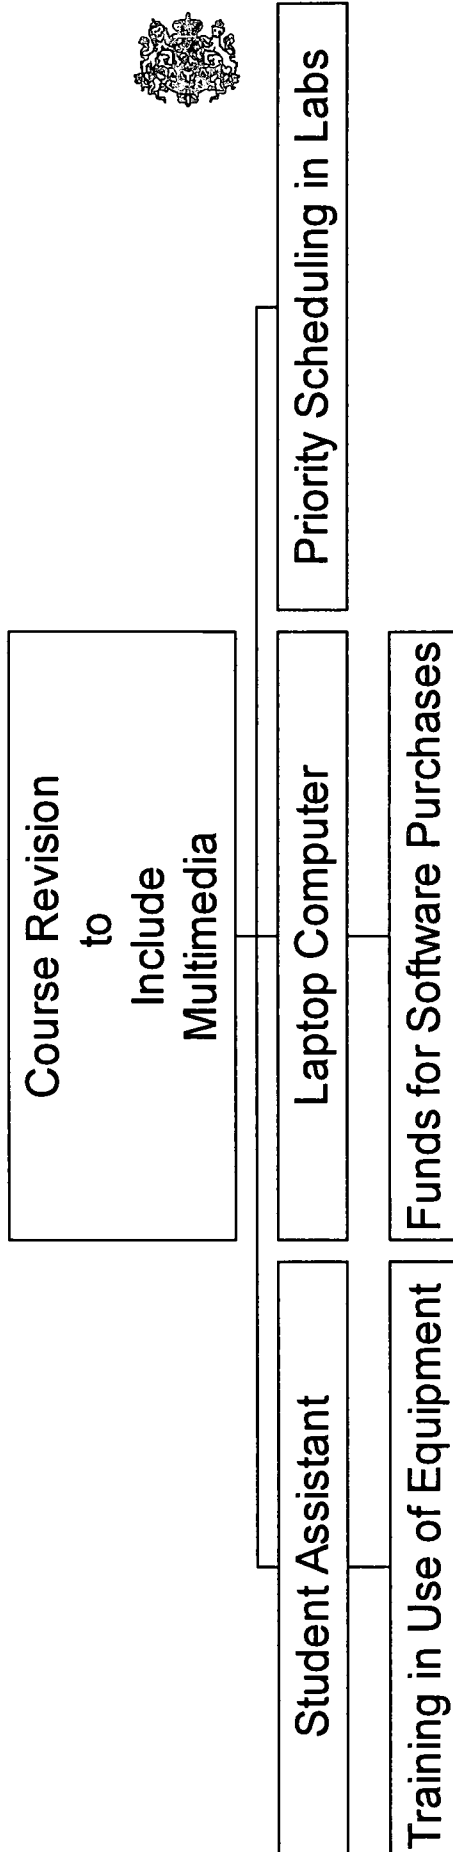 Course Revision
to
Include
Multimedia
Student Assistant
Laptop Computer
Priority Scheduling in Labs
Training in Use of Equipment
Funds for Software Purchases